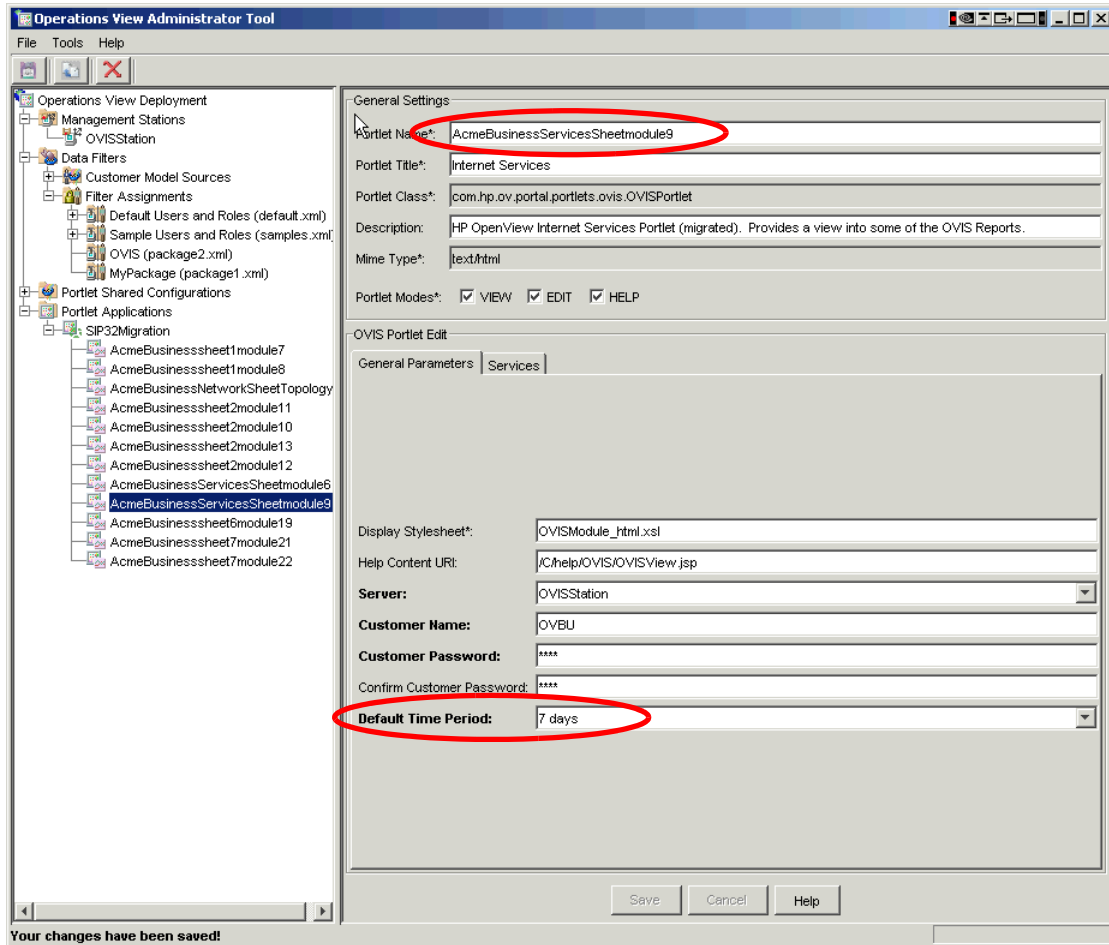 Operations View Administrator Tool
File Tools Help
Operations View Deployment
Management Stations
OVISStation
Data Filters
Customer Model Sources
Filter Assignments
Default Users and Roles (default.xml)
Sample Users and Roles (samples.xml
OVIS (package2.xml)
MyPackage (package1.xml)
Portlet Shared Configurations
Portlet Applications
SIP32Migration
AcmeBusinesssheet1module7
AcmeBusinesssheet1module8
AcmeBusinessNetworkSheetTopology
AcmeBusinesssheet2module11
AcmeBusinesssheet2module10
AcmeBusinesssheet2module13
AcmeBusinesssheet2module12
AcmeBusinessServicesSheetmodule6
AcmeBusinessServicesSheetmodule9
AcmeBusinesssheet6module19
AcmeBusinesssheet7module21
AcmeBusinesssheet7module22
General Settings
Portlet Name*: AcmeBusinessServicesSheetmodule9
Portlet Title*: Internet Services
Portlet Class*: com.hp.ov.portal.portlets.ovis.OVISPortlet
Description: HP OpenView Internet Services Portlet (migrated). Provides a view into some of the OVIS Reports.
Mime Type*: text/html
Portlet Modes*: VIEW EDIT HELP
OVIS Portlet Edit
General Parameters Services
Display Stylesheet*: OVISModule_html.xsl
Help Content URI: /C/help/OVIS/OVISView.jsp
Server: OVISStation
Customer Name: OVBU
Customer Password: ****
Confirm Customer Password: ****
Default Time Period: 7 days
Save Cancel Help
Your changes have been saved!